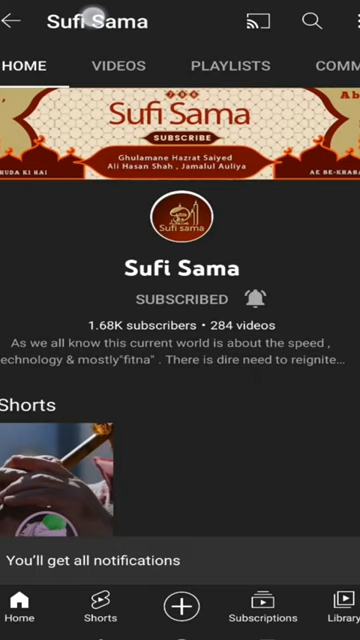 Sufi Sama
HOME VIDEOS PLAYLISTS COMM
Sufi Sama
SUBSCRIBE
Ghulamane Hazrat Saiyed
Ali Hasan Shah , Jamalul Auliya
KHUDA KI HAI
AE BE-KHABA
Sufi sama
Sufi Sama
SUBSCRIBED
1.68K subscribers • 284 videos
As we all know this current world is about the speed ,
echnology & mostly"fitna" . There is dire need to reignite...
Shorts
You'll get all notifications
Home Shorts Subscriptions Library